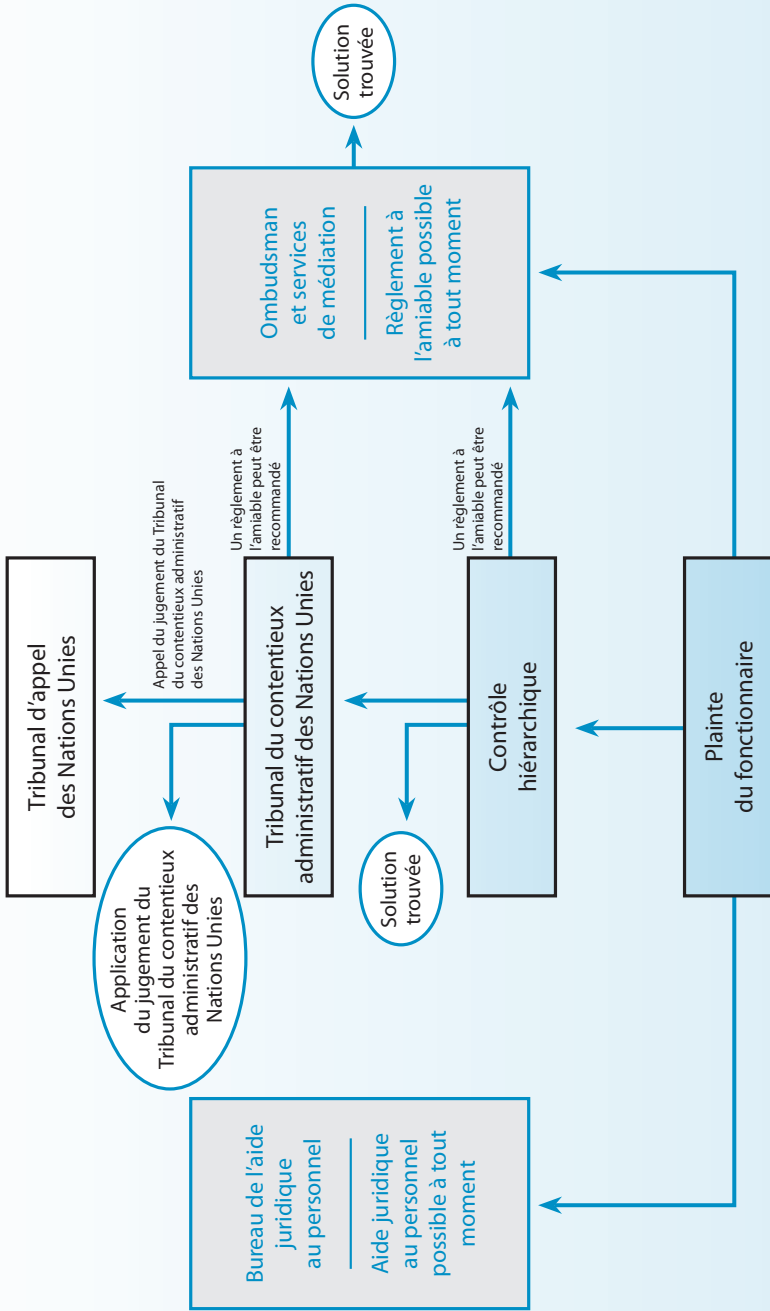 Tribunal d'appel
des Nations Unies
Appel du jugement du Tribunal
du contentieux administratif
des Nations Unies
Application
du jugement du
Tribunal du contentieux
administratif des
Nations Unies
Tribunal du contentieux
administratif des Nations Unies
Un règlement à
l'amiable peut être
recommandé
Bureau de l'aide
juridique
au personnel
Aide juridique
au personnel
possible à tout
moment
Ombudsman
et services
de médiation
Règlement à
l'amiable possible
à tout moment
Solution
trouvée
Solution
trouvée
Contrôle
hiérarchique
Un règlement à
l'amiable peut être
recommandé
Plainte
du fonctionnaire